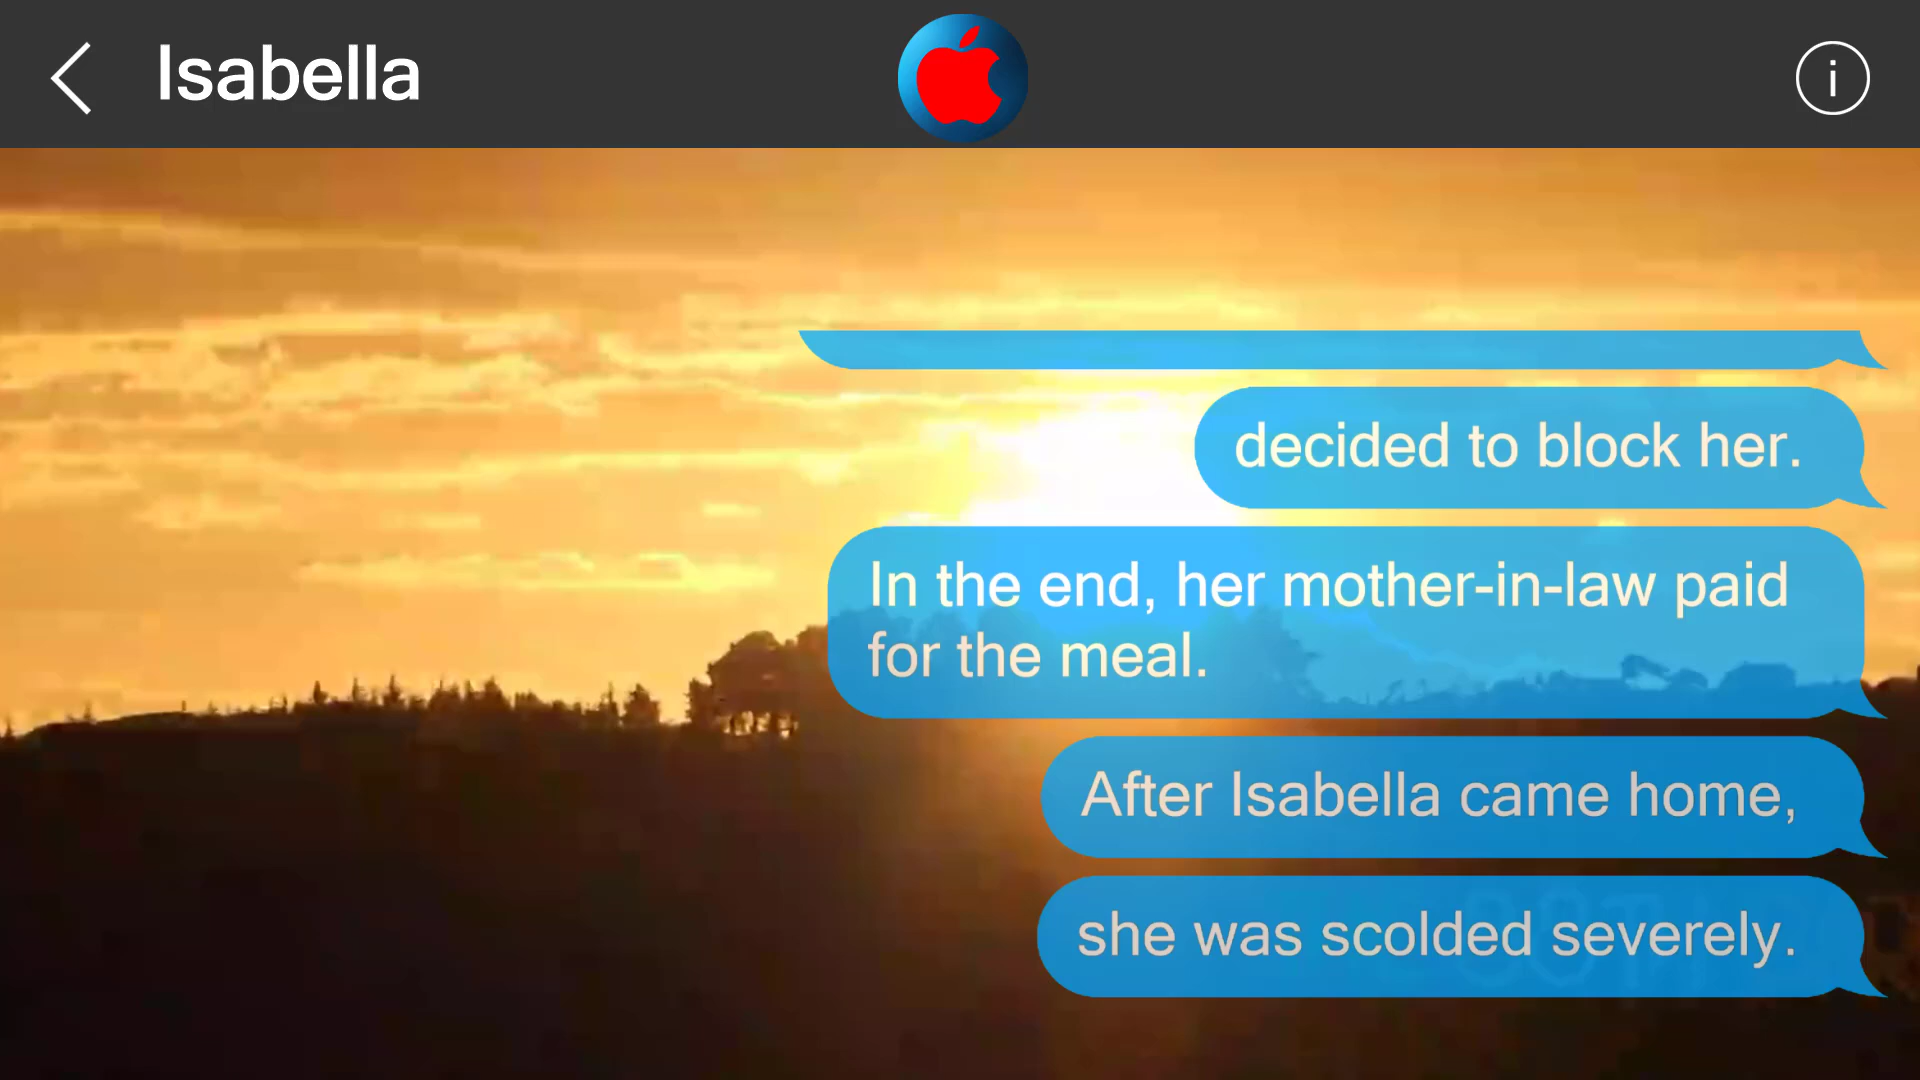 Isabella
decided to block her.
In the end, her mother-in-law paid
for the meal.
After Isabella came home,
she was scolded severely.